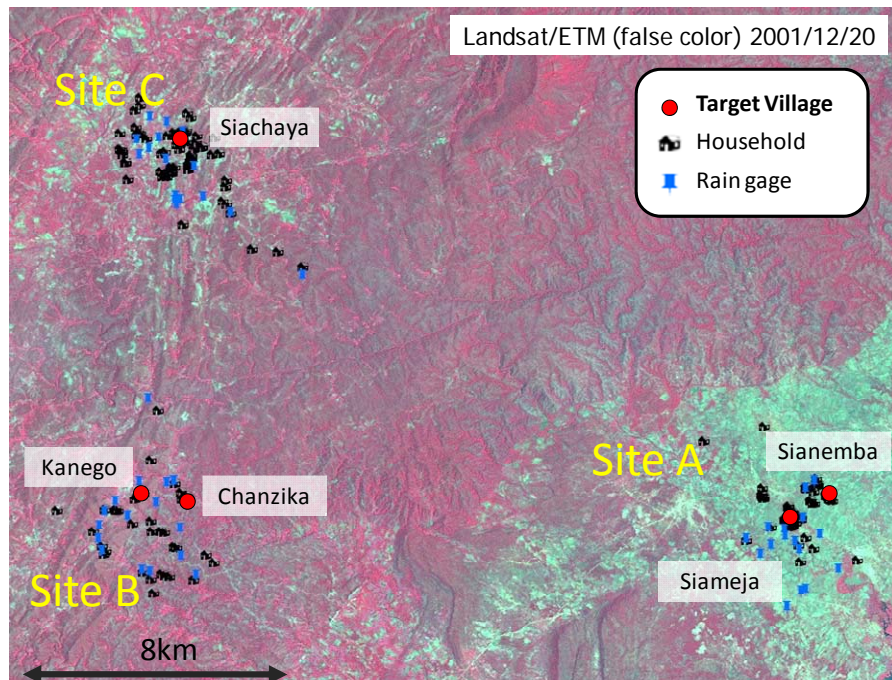 Landsat/ETM (false color) 2001/12/20
Site C
Siachaya
Target Village
Household
Rain gage
Kanego
Chanzika
Site B
8km
Site A
Sianemba
Siameja